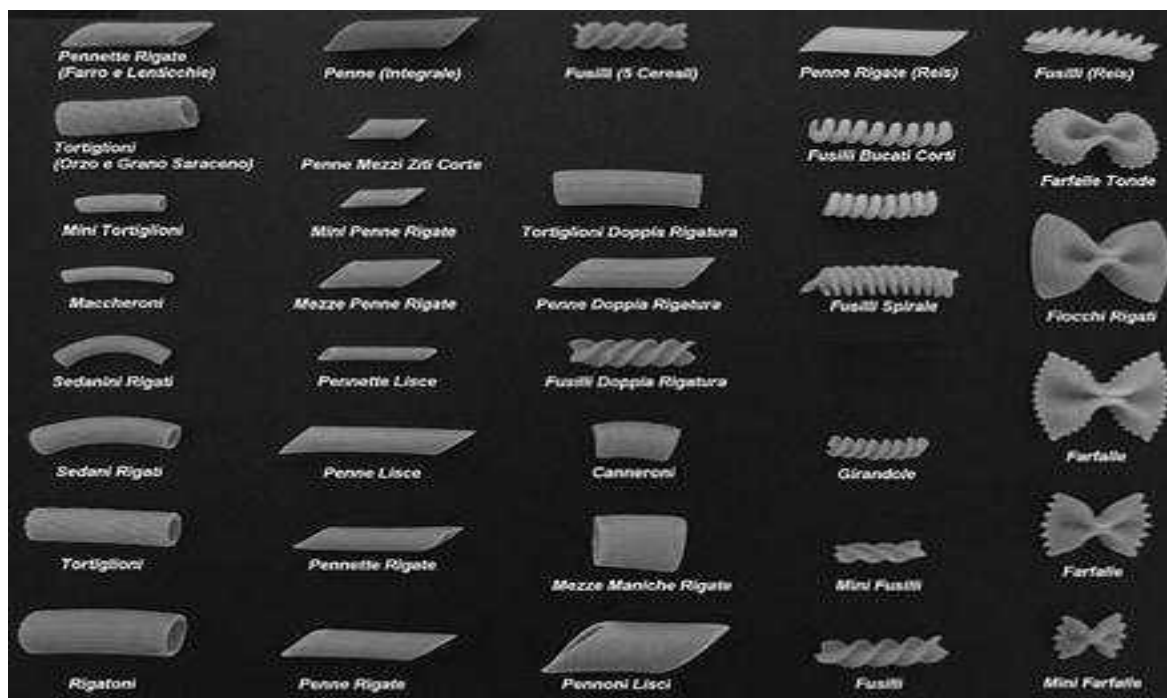 Pennette Rigate
(Farro e Lenticchie)
Penne (Integrale)
Fusilli (5 Cereali)
Penne Rigate (Reis)
Fusilli (Reis)
Tortiglioni
(Orzo e Grano Saraceno)
Penne Mezzi Ziti Corte
Fusilli Bucati Corti
Farfalle Tonde
Mini Tortiglioni
Mini Penne Rigate
Tortiglioni Doppia Rigatura
Maccheroni
Mezze Penne Rigate
Penne Doppia Rigatura
Fusilli Spirale
Fiocchi Rigati
Sedanini Rigati
Pennette Lisce
Fusilli Doppia Rigatura
Sedani Rigati
Penne Lisce
Canneroni
Girandole
Farfalle
Tortiglioni
Pennette Rigate
Mezze Maniche Rigate
Mini Fusilli
Farfalle
Rigatoni
Penne Rigate
Pennoni Lisci
Fusilli
Mini Farfalle